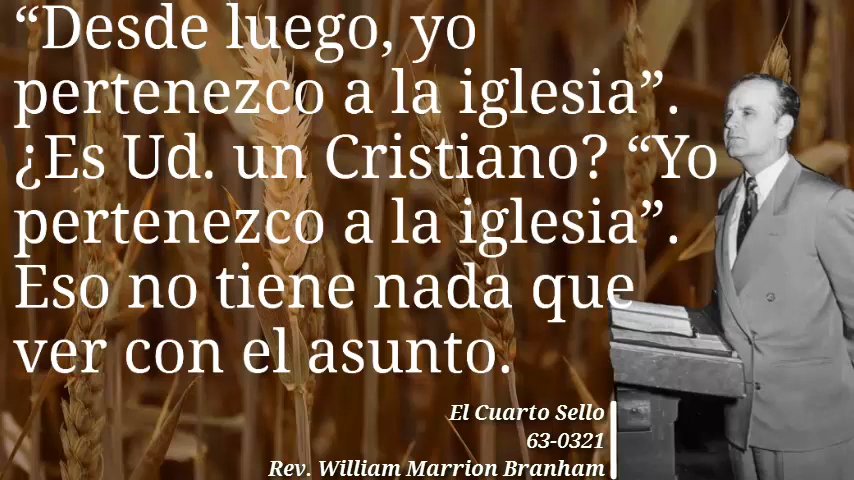 “Desde luego, yo
pertenezco a la iglesia”.
¿Es Ud. un Cristiano? “Yo
pertenezco a la iglesia”.
Eso no tiene nada que
ver con el asunto.
El Cuarto Sello
63-0321
Rev. William Marrion Branham